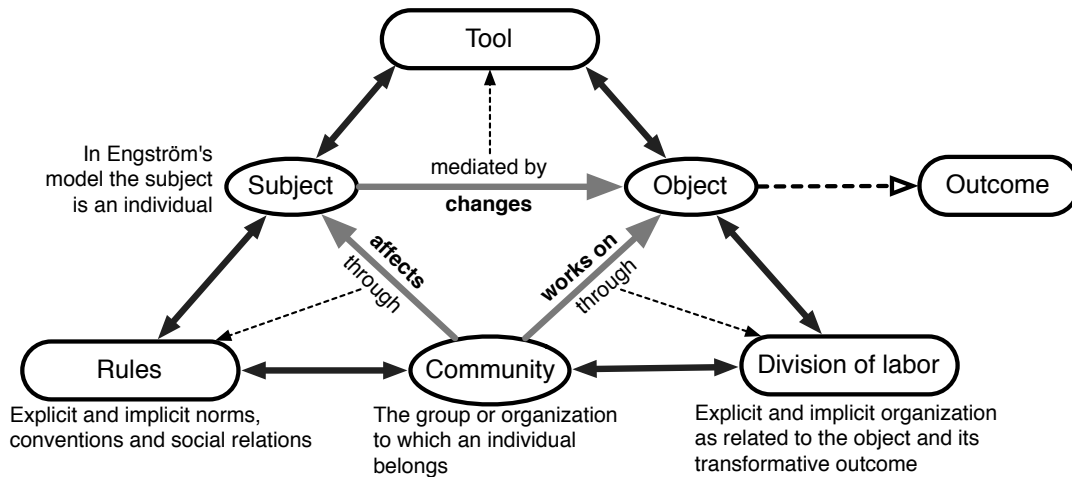 Tool
In Engström's
model the subject
is an individual
Subject
mediated by
changes
Object
Outcome
affects
through
works on
through
Rules
Community
Division of labor
Explicit and implicit norms,
conventions and social relations
The group or organization
to which an individual
belongs
Explicit and implicit organization
as related to the object and its
transformative outcome